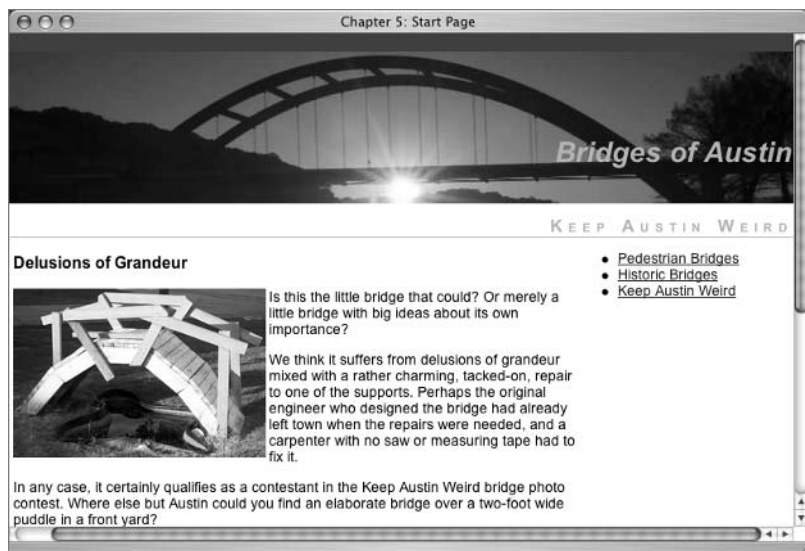 Chapter 5: Start Page
Bridges of Austin
Keep Austin Weird
Delusions of Grandeur
Is this the little bridge that could? Or merely a
little bridge with big ideas about its own
importance?
We think it suffers from delusions of grandeur
mixed with a rather charming, tacked-on, repair
to one of the supports. Perhaps the original
engineer who designed the bridge had already
left town when the repairs were needed, and a
carpenter with no saw or measuring tape had to
fix it.
In any case, it certainly qualifies as a contestant in the Keep Austin Weird bridge photo
contest. Where else but Austin could you find an elaborate bridge over a two-foot wide
puddle in a front yard?
Pedestrian Bridges
Historic Bridges
Keep Austin Weird